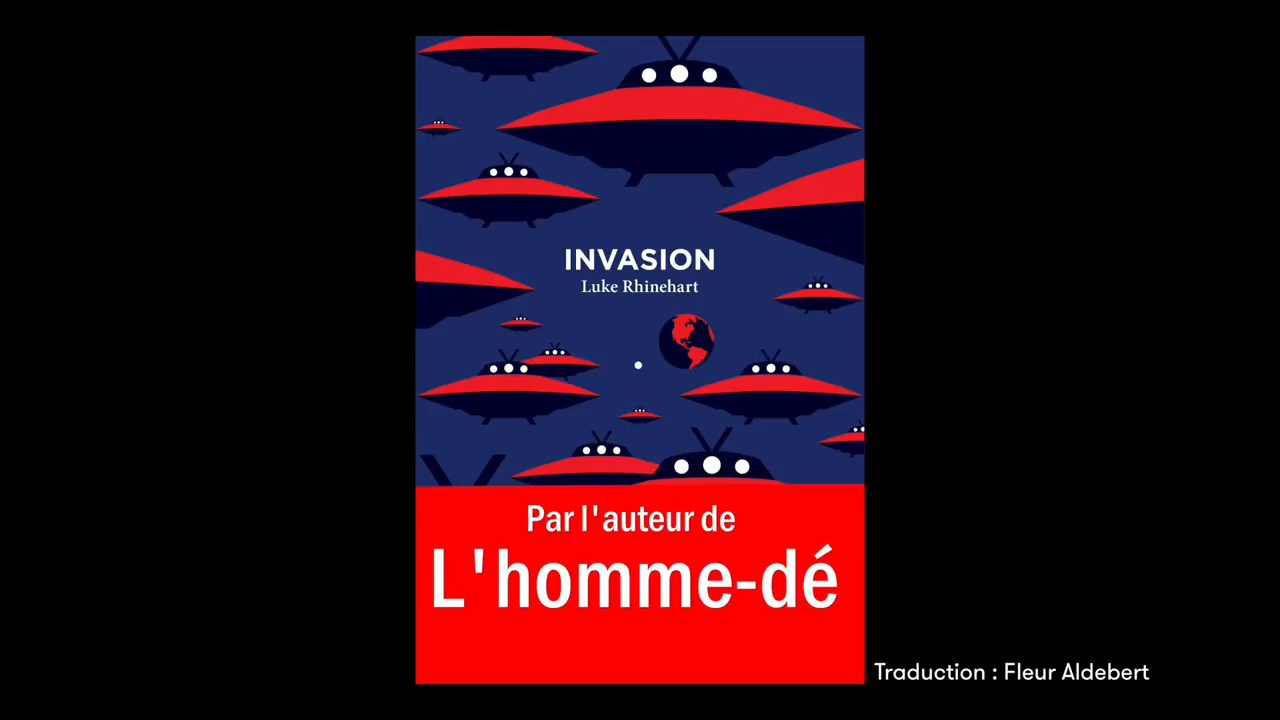 INVASION
Luke Rhinehart
Par l'auteur de
L'homme-dé
Traduction : Fleur Aldebert